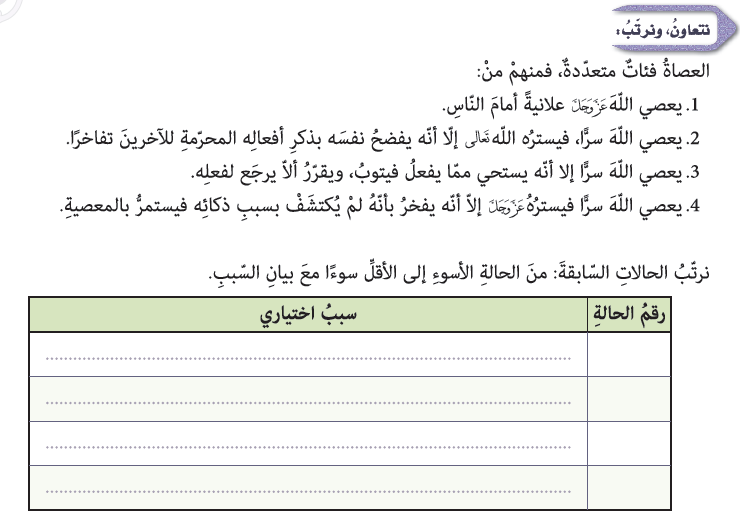 نتعاونُ، ونرتّبُ:
العصاةُ فئاتٌ متعدّدةٌ، فمنهمْ منْ:
1. يعصي اللّهَ عَزَّوَجَلَّ علانيةً أمامَ النّاسِ.
2. يعصي اللّهَ سرًّا، فيسترُه اللّه تَعَالَى إلّا أنّه يفضحُ نفسَه بذكرِ أفعالِه المحرّمةِ للآخرينَ تفاخرًا.
3. يعصي اللّهَ سرًّا إلا أنّه يستحي ممّا يفعلُ فيتوبُ، ويقرّرُ ألاّ يرجَع لفعلِه.
4. يعصي اللّهَ سرًّا فيسترُهُ عَزَّوَجَلَّ إلاّ أنّه يفخرُ بأنّهُ لمْ يُكتشَفْ بسببِ ذكائِه فيستمرُّ بالمعصيةِ.
نرتّبُ الحالاتِ السّابقةَ: منَ الحالةِ الأسوءِ إلى الأقلِّ سوءًا معَ بيانِ السّببِ.
رقمُ الحالةِ سببُ اختياري